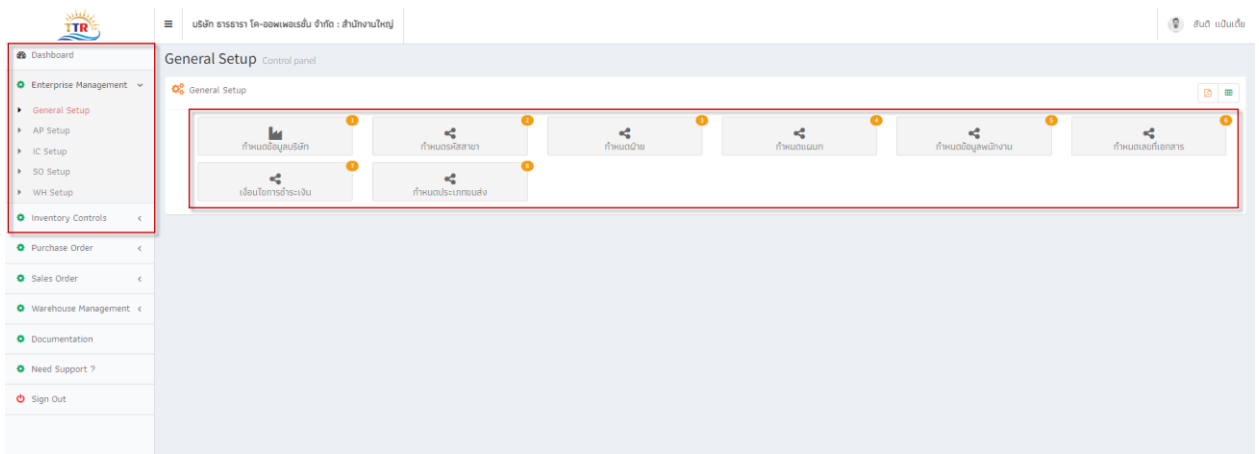 TTR
บริษัท ธารธารา โค-ออพเพอเรชั่น จำกัด : สำนักงานใหญ่
สันติ แป้นเตี้ย
Dashboard
Enterprise Management
General Setup
AP Setup
IC Setup
SO Setup
WH Setup
Inventory Controls
Purchase Order
Sales Order
Warehouse Management
Documentation
Need Support ?
Sign Out
General Setup Control panel
General Setup
1 2 3 4 5 6
กำหนดข้อมูลบริษัท กำหนดรหัสสาขา กำหนดฝ่าย กำหนดแผนก กำหนดข้อมูลพนักงาน กำหนดเลขที่เอกสาร
7 8
เงื่อนไขการชำระเงิน กำหนดประเภทขนส่ง